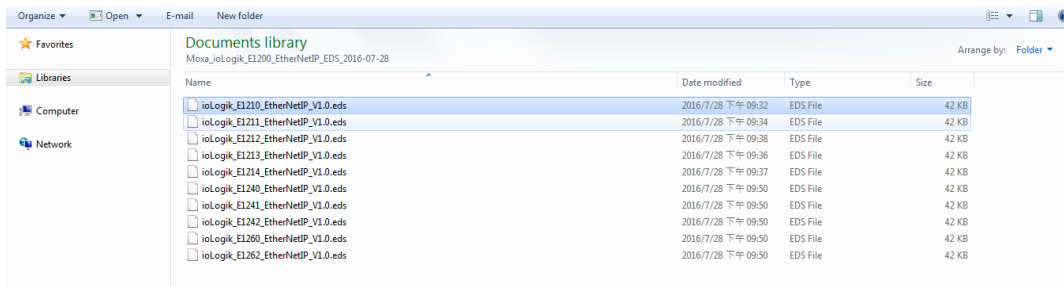 Organize Open E-mail New folder
Favorites
Documents library
Moxa_ioLogik_E1200_EtherNetIP_EDS_2016-07-28
Arrange by: Folder
Libraries
Computer
Network
Name Date modified Type Size
ioLogik_E1210_EtherNetIP_V1.0.eds 2016/7/28 下午 09:32 EDS File 42 KB
ioLogik_E1211_EtherNetIP_V1.0.eds 2016/7/28 下午 09:34 EDS File 42 KB
ioLogik_E1212_EtherNetIP_V1.0.eds 2016/7/28 下午 09:38 EDS File 42 KB
ioLogik_E1213_EtherNetIP_V1.0.eds 2016/7/28 下午 09:36 EDS File 42 KB
ioLogik_E1214_EtherNetIP_V1.0.eds 2016/7/28 下午 09:37 EDS File 42 KB
ioLogik_E1240_EtherNetIP_V1.0.eds 2016/7/28 下午 09:50 EDS File 42 KB
ioLogik_E1241_EtherNetIP_V1.0.eds 2016/7/28 下午 09:50 EDS File 42 KB
ioLogik_E1242_EtherNetIP_V1.0.eds 2016/7/28 下午 09:50 EDS File 42 KB
ioLogik_E1260_EtherNetIP_V1.0.eds 2016/7/28 下午 09:50 EDS File 42 KB
ioLogik_E1262_EtherNetIP_V1.0.eds 2016/7/28 下午 09:50 EDS File 42 KB